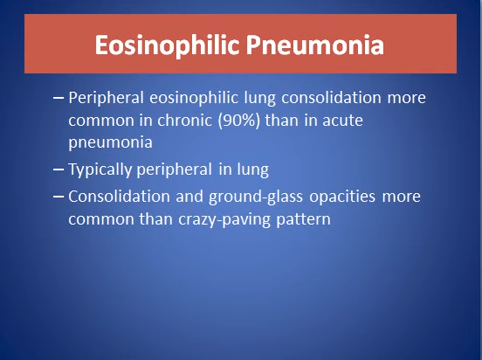 Eosinophilic Pneumonia
– Peripheral eosinophilic lung consolidation more
common in chronic (90%) than in acute
pneumonia
– Typically peripheral in lung
– Consolidation and ground-glass opacities more
common than crazy-paving pattern